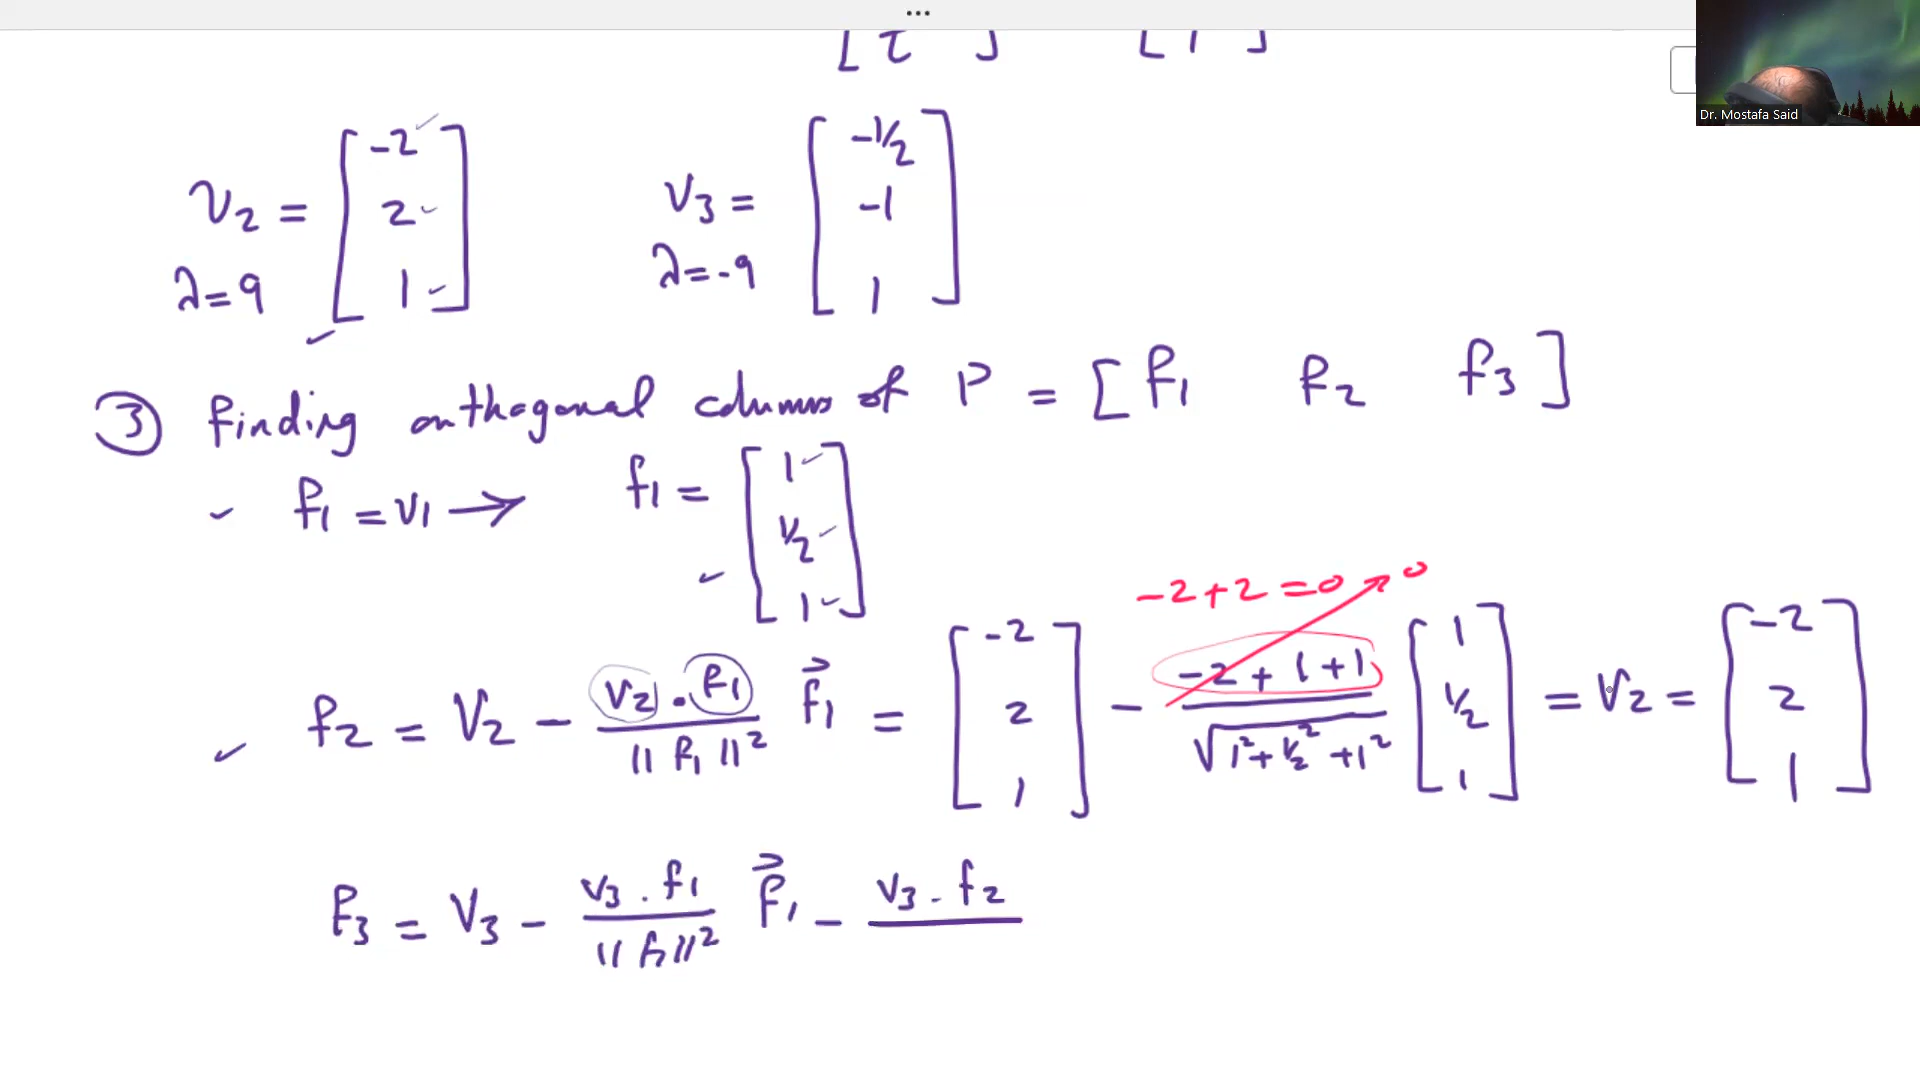 ...
Dr. Mostafa Said
v2 = [ -2 2 1 ]
λ=9
v3 = [ -1/2 -1 1 ]
λ=-9
③ Finding orthogonal columns of P = [ f1 f2 f3 ]
f1 = v1 → f1 = [ 1 1/2 1 ]
-2+2=0 → 0
f2 = v2 - (v2 . f1) / ||f1||² f1 = [ -2 2 1 ] - (-2+1+1) / √(1²+1/2²+1²) [ 1 1/2 1 ] = v2 = [ -2 2 1 ]
f3 = v3 - (v3 . f1) / ||f1||² f1 - v3 . f2